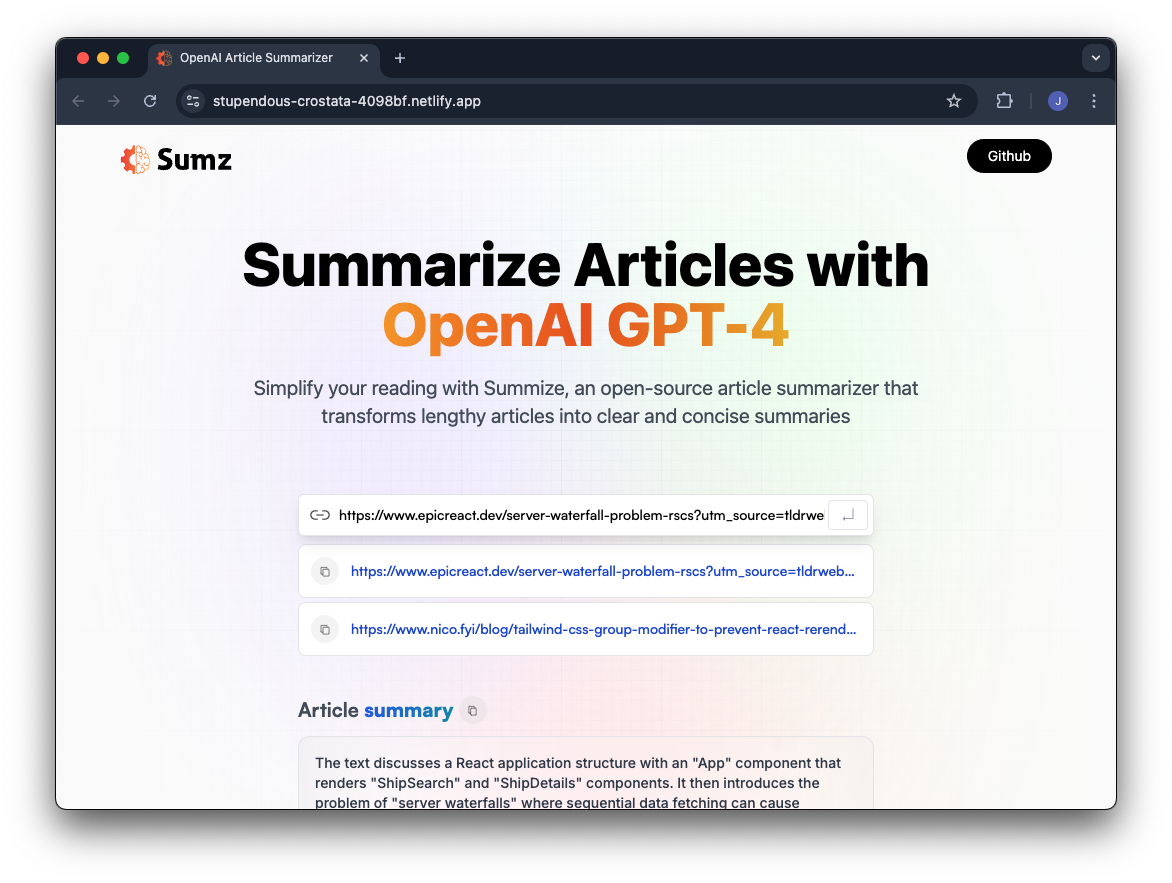 OpenAI Article Summarizer
stupendous-crostata-4098bf.netlify.app
J
Sumz
Github
Summarize Articles with
OpenAI GPT-4
Simplify your reading with Summize, an open-source article summarizer that
transforms lengthy articles into clear and concise summaries
https://www.epicreact.dev/server-waterfall-problem-rscs?utm_source=tldrwe
https://www.epicreact.dev/server-waterfall-problem-rscs?utm_source=tldrweb...
https://www.nico.fyi/blog/tailwind-css-group-modifier-to-prevent-react-rerend...
Article summary
The text discusses a React application structure with an "App" component that
renders "ShipSearch" and "ShipDetails" components. It then introduces the
problem of "server waterfalls" where sequential data fetching can cause